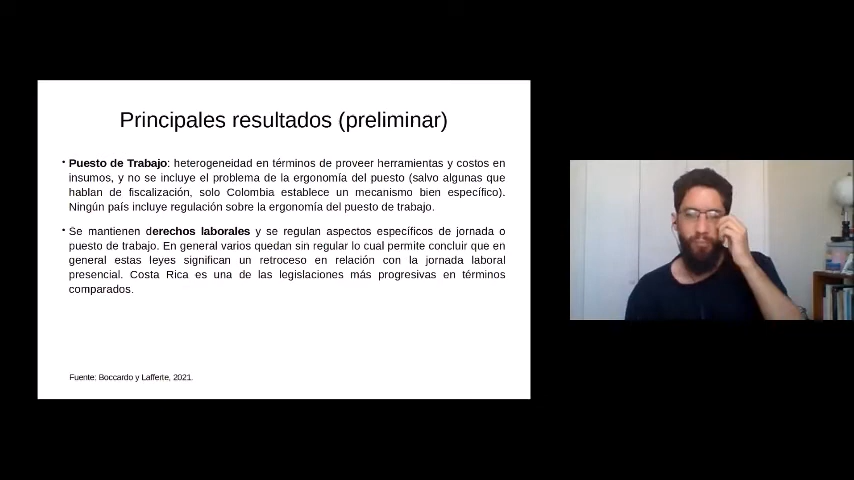 Principales resultados (preliminar)
• Puesto de Trabajo: heterogeneidad en términos de proveer herramientas y costos en
insumos, y no se incluye el problema de la ergonomía del puesto (salvo algunas que
hablan de fiscalización, solo Colombia establece un mecanismo bien específico).
Ningún país incluye regulación sobre la ergonomía del puesto de trabajo.
• Se mantienen derechos laborales y se regulan aspectos específicos de jornada o
puesto de trabajo. En general varios quedan sin regular lo cual permite concluir que en
general estas leyes significan un retroceso en relación con la jornada laboral
presencial. Costa Rica es una de las legislaciones más progresivas en términos
comparados.
Fuente: Boccardo y Lafferte, 2021.